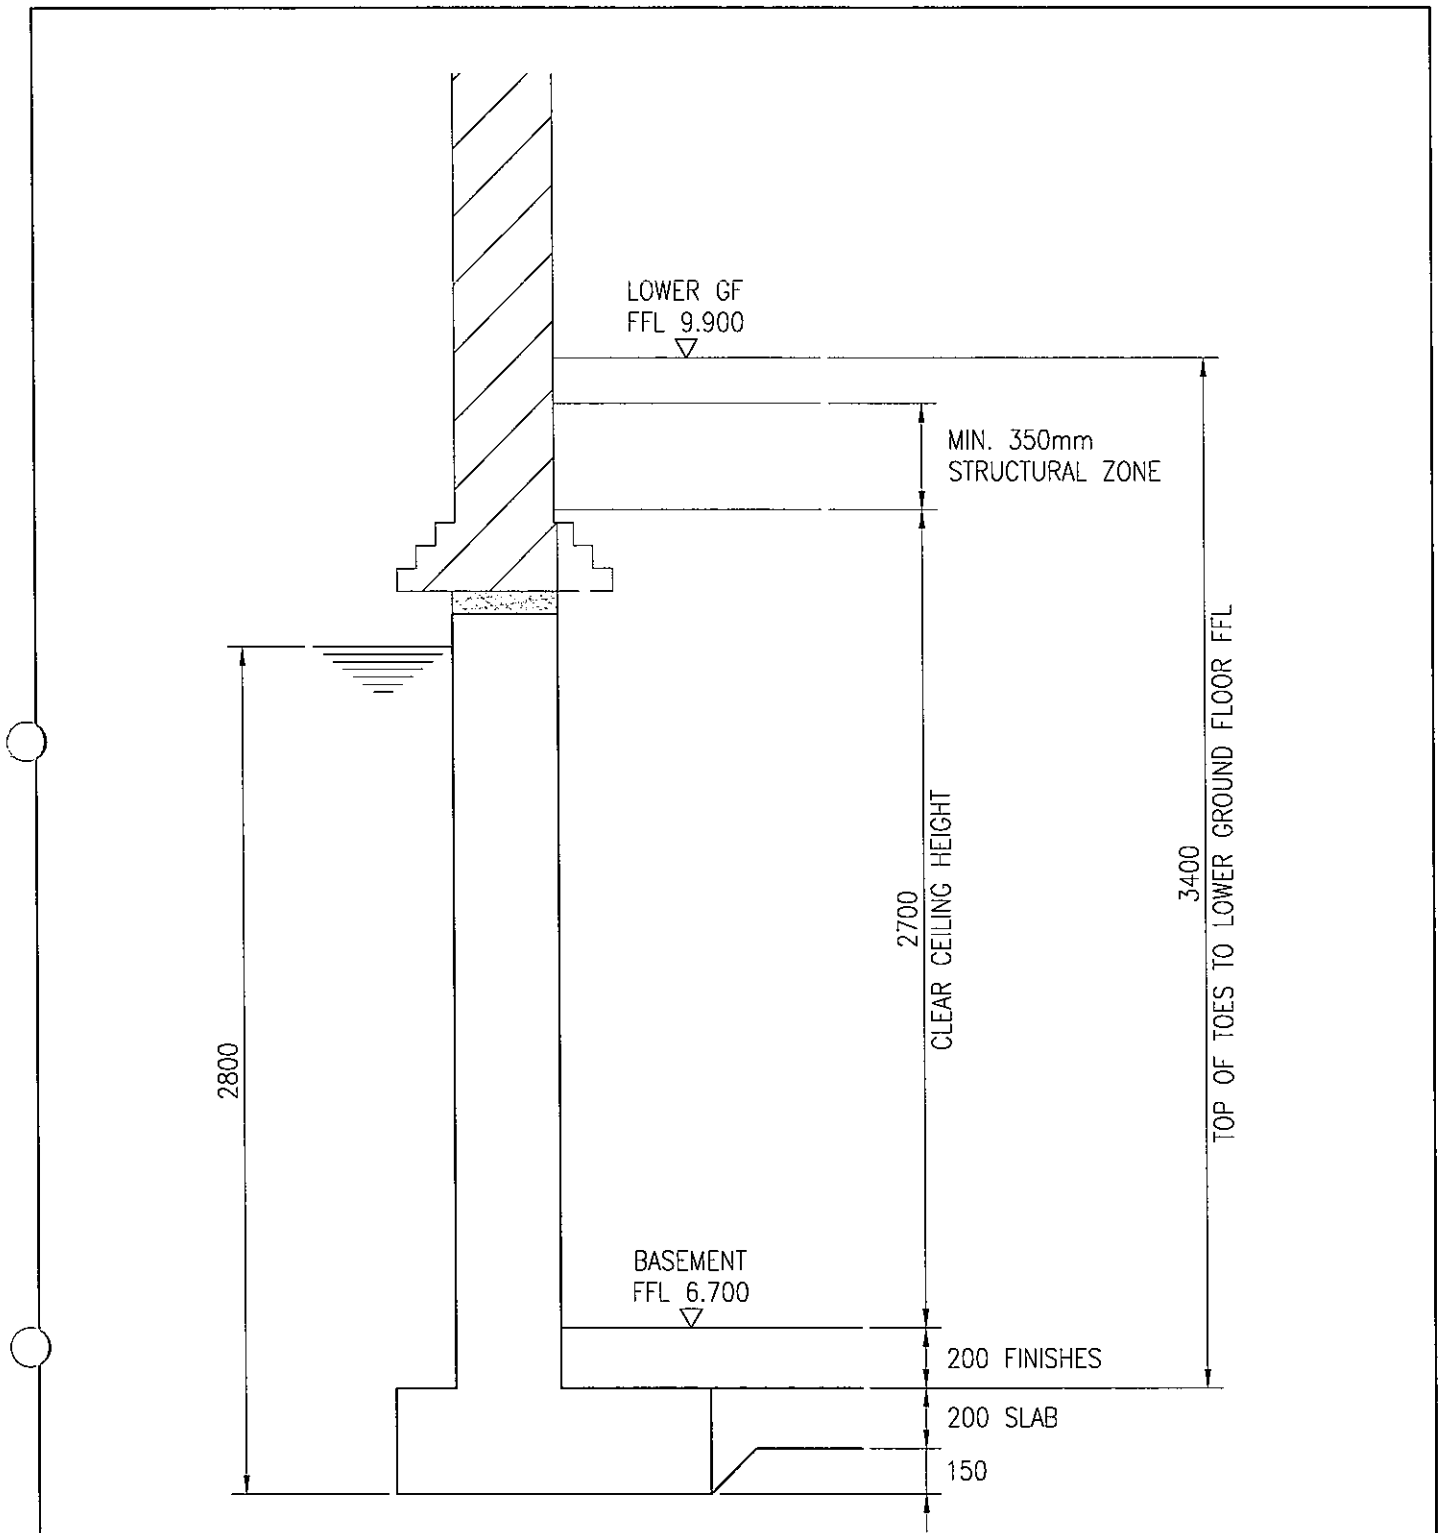 LOWER GF
FFL 9.900
MIN. 350mm
STRUCTURAL ZONE
2700
CLEAR CEILING HEIGHT
3400
TOP OF TOES TO LOWER GROUND FLOOR FFL
2800
BASEMENT
FFL 6.700
200 FINISHES
200 SLAB
150